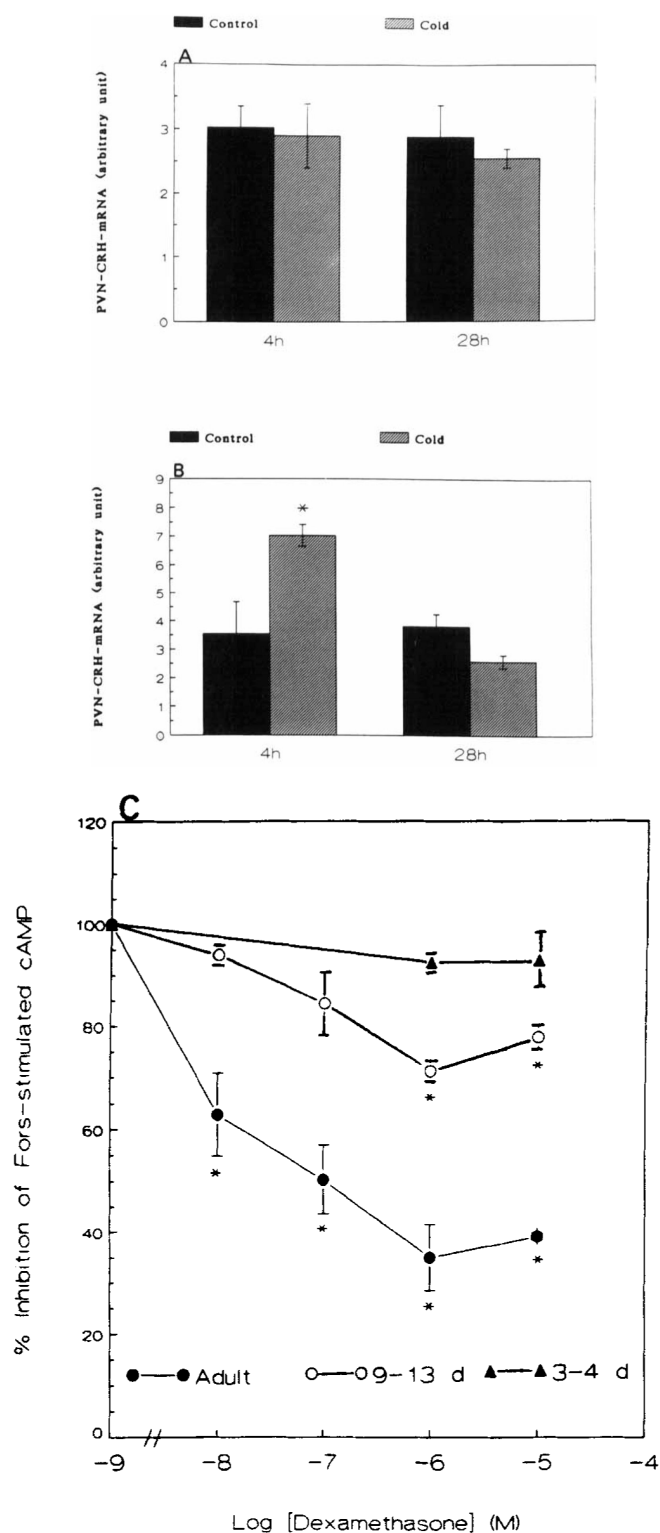 Control Cold
A
PVN-CRH-mRNA (arbitrary unit)
4
3
2
1
0
4h 28h
Control Cold
B
PVN-CRH-mRNA (arbitrary unit)
*
9
8
7
6
5
4
3
2
1
0
4h 28h
C
% Inhibition of Fors-stimulated cAMP
120
100
80
60
40
20
0
* * * * * *
Adult 9-13 d 3-4 d
-9 -8 -7 -6 -5 -4
Log [Dexamethasone] (M)